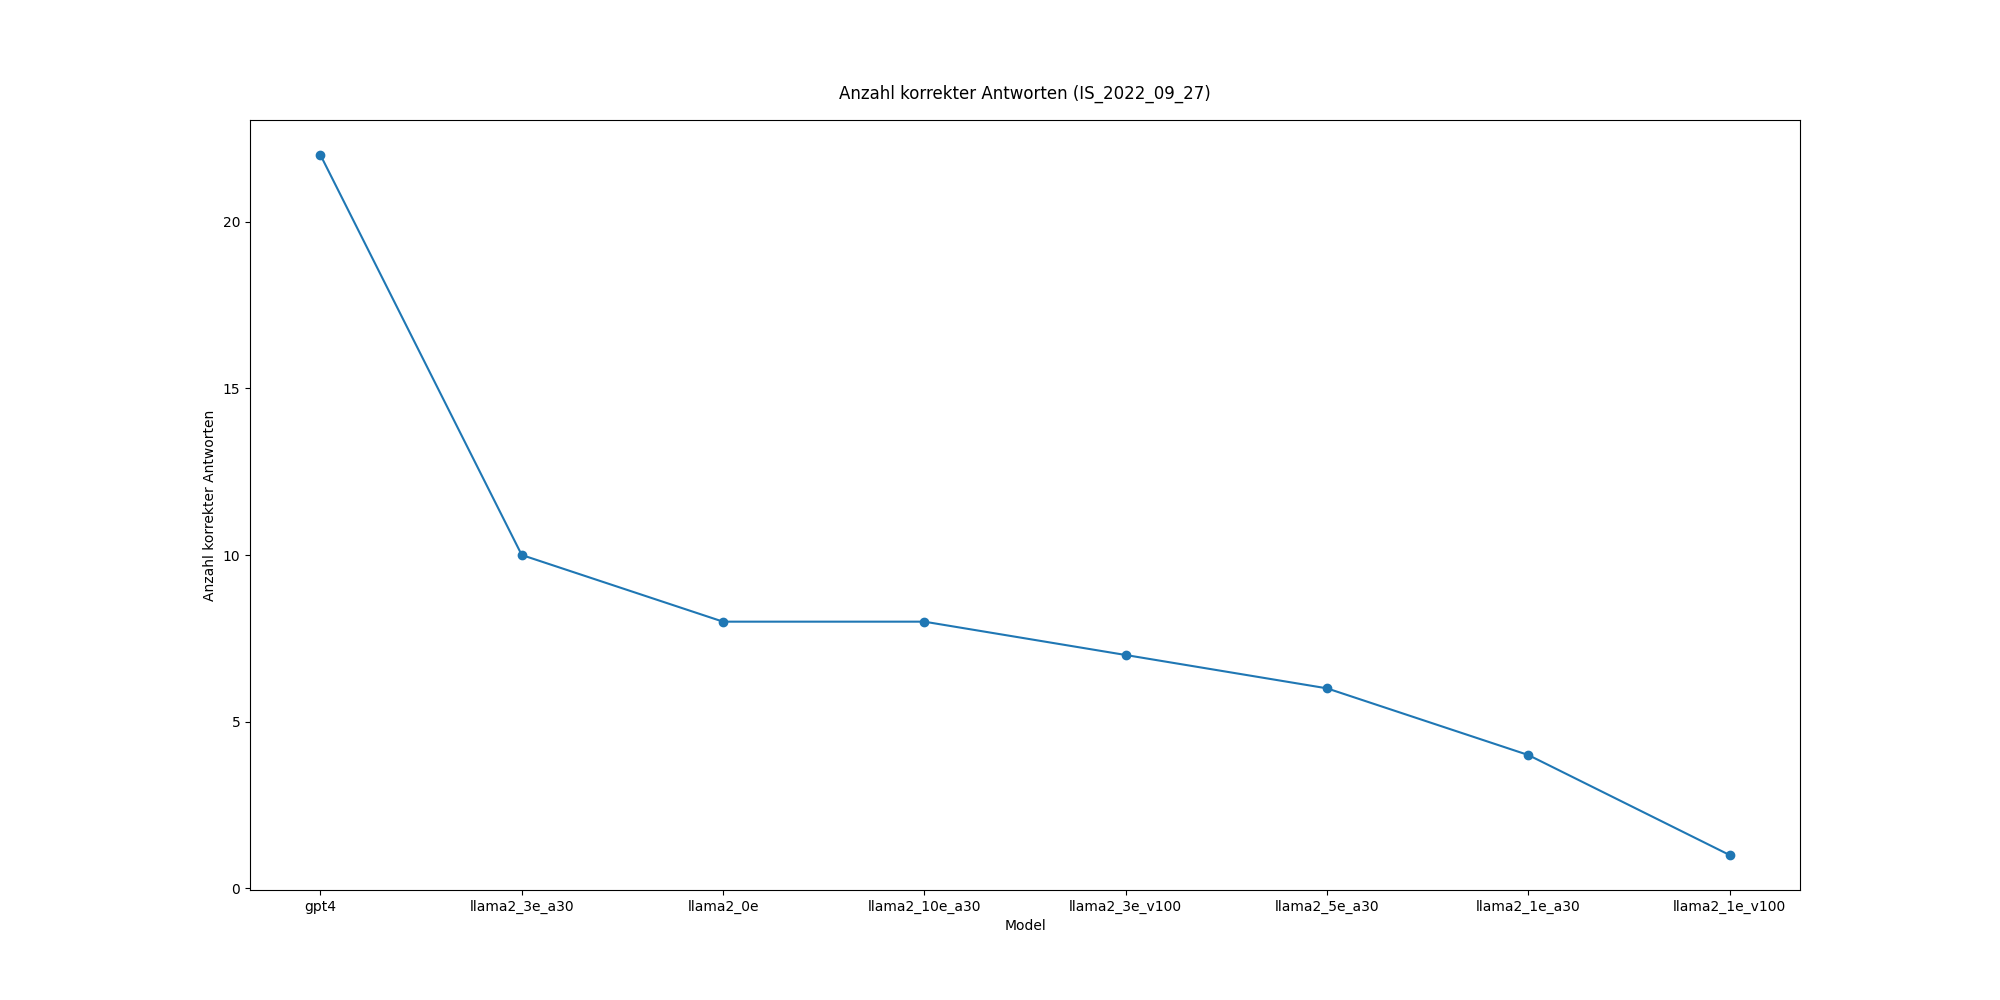 Anzahl korrekter Antworten (IS_2022_09_27)
Anzahl korrekter Antworten
20
15
10
5
0
gpt4 llama2_3e_a30 llama2_0e llama2_10e_a30 llama2_3e_v100 llama2_5e_a30 llama2_1e_a30 llama2_1e_v100
Model